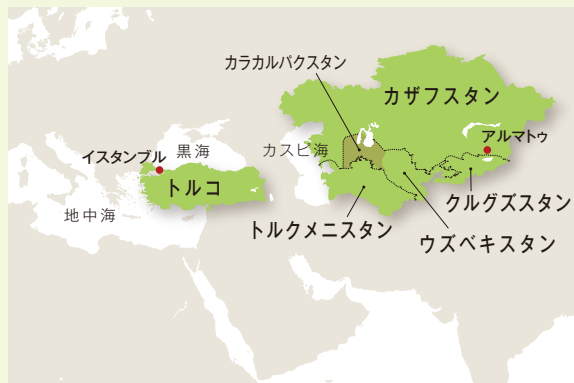 カラカルパクスタン
カザフスタン
アルマトゥ
イスタンブル
黒海
カスピ海
トルコ
クルグズスタン
地中海
トルクメニスタン
ウズベキスタン